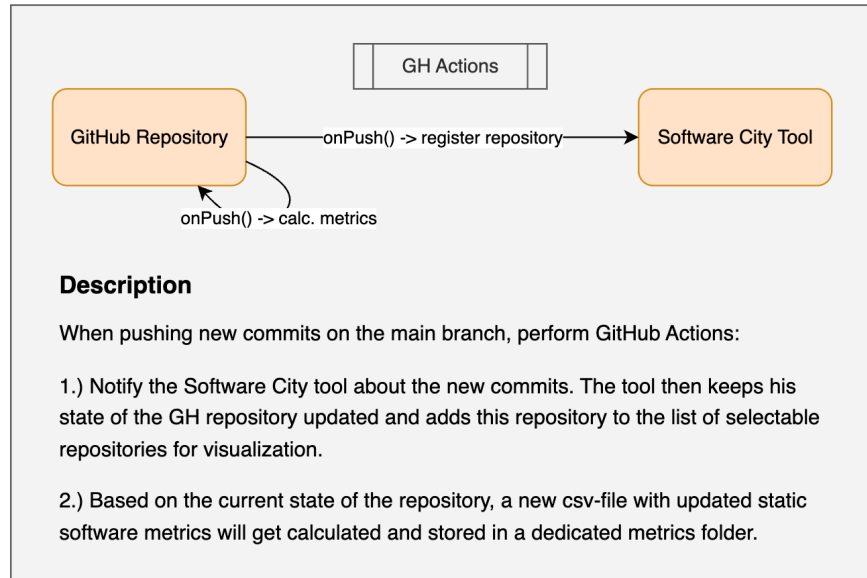 GH Actions
GitHub Repository
onPush() -> register repository
Software City Tool
onPush() -> calc. metrics
Description
When pushing new commits on the main branch, perform GitHub Actions:
1.) Notify the Software City tool about the new commits. The tool then keeps his
state of the GH repository updated and adds this repository to the list of selectable
repositories for visualization.
2.) Based on the current state of the repository, a new csv-file with updated static
software metrics will get calculated and stored in a dedicated metrics folder.